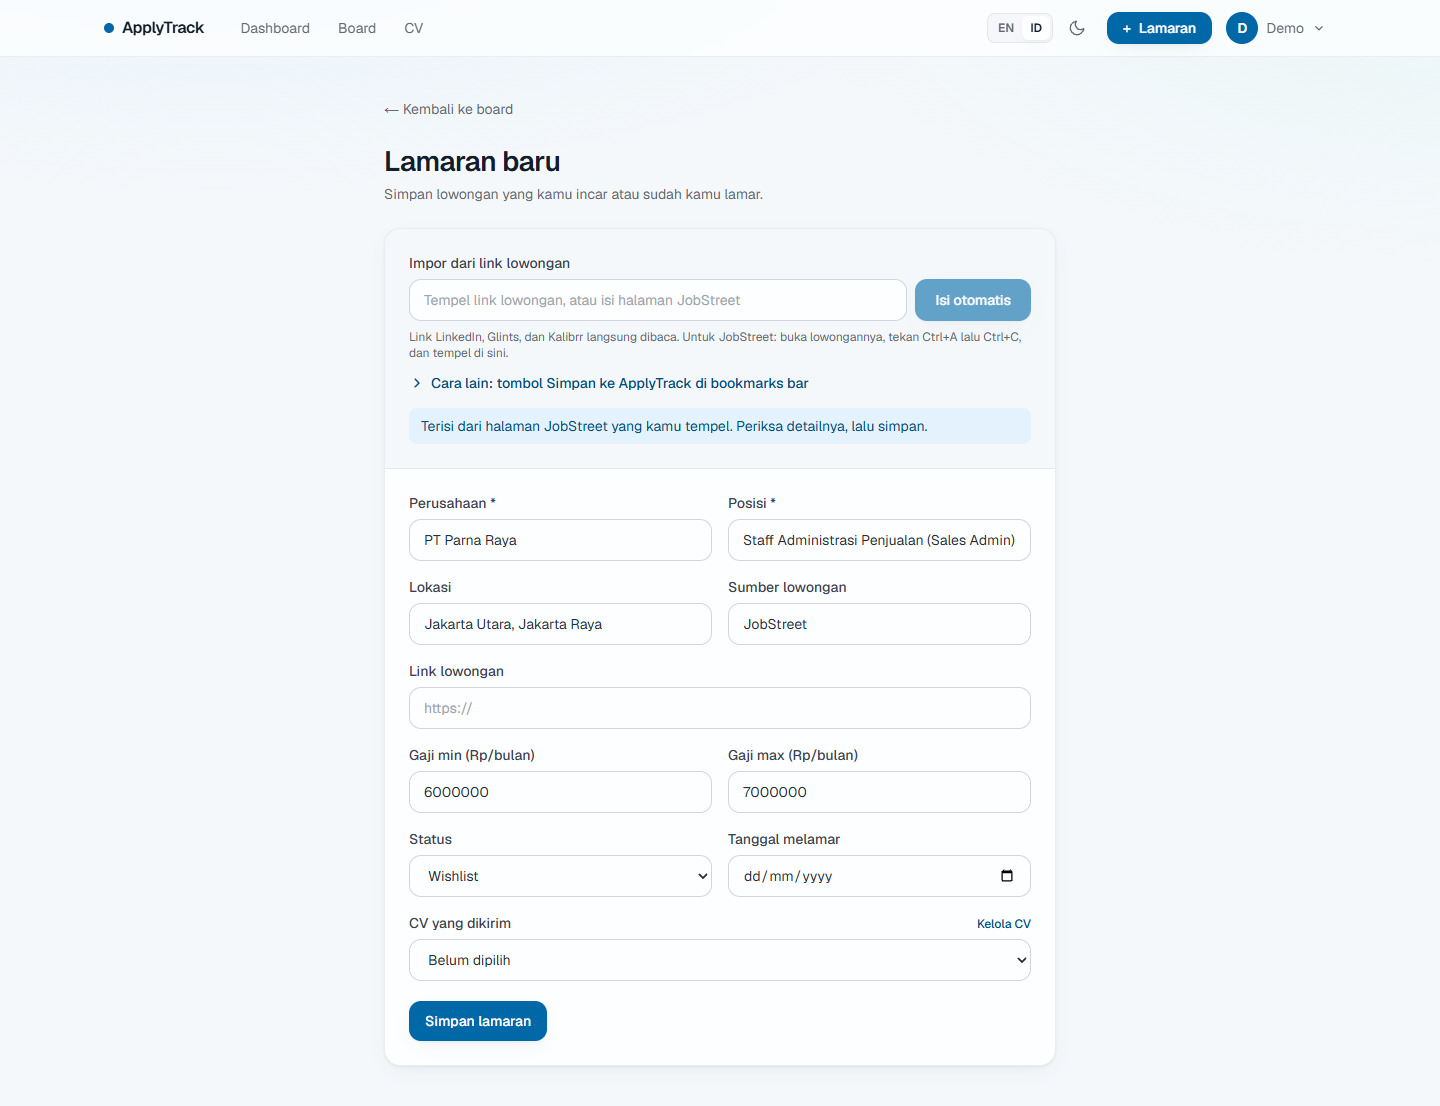 ApplyTrack Dashboard Board CV EN ID + Lamaran D Demo
← Kembali ke board
Lamaran baru
Simpan lowongan yang kamu incar atau sudah kamu lamar.
Impor dari link lowongan
Tempel link lowongan, atau isi halaman JobStreet Isi otomatis
Link LinkedIn, Glints, dan Kalibrr langsung dibaca. Untuk JobStreet: buka lowongannya, tekan Ctrl+A lalu Ctrl+C,
dan tempel di sini.
Cara lain: tombol Simpan ke ApplyTrack di bookmarks bar
Terisi dari halaman JobStreet yang kamu tempel. Periksa detailnya, lalu simpan.
Perusahaan * Posisi *
PT Parna Raya Staff Administrasi Penjualan (Sales Admin)
Lokasi Sumber lowongan
Jakarta Utara, Jakarta Raya JobStreet
Link lowongan
https://
Gaji min (Rp/bulan) Gaji max (Rp/bulan)
6000000 7000000
Status Tanggal melamar
Wishlist dd/mm/yyyy
CV yang dikirim Kelola CV
Belum dipilih
Simpan lamaran